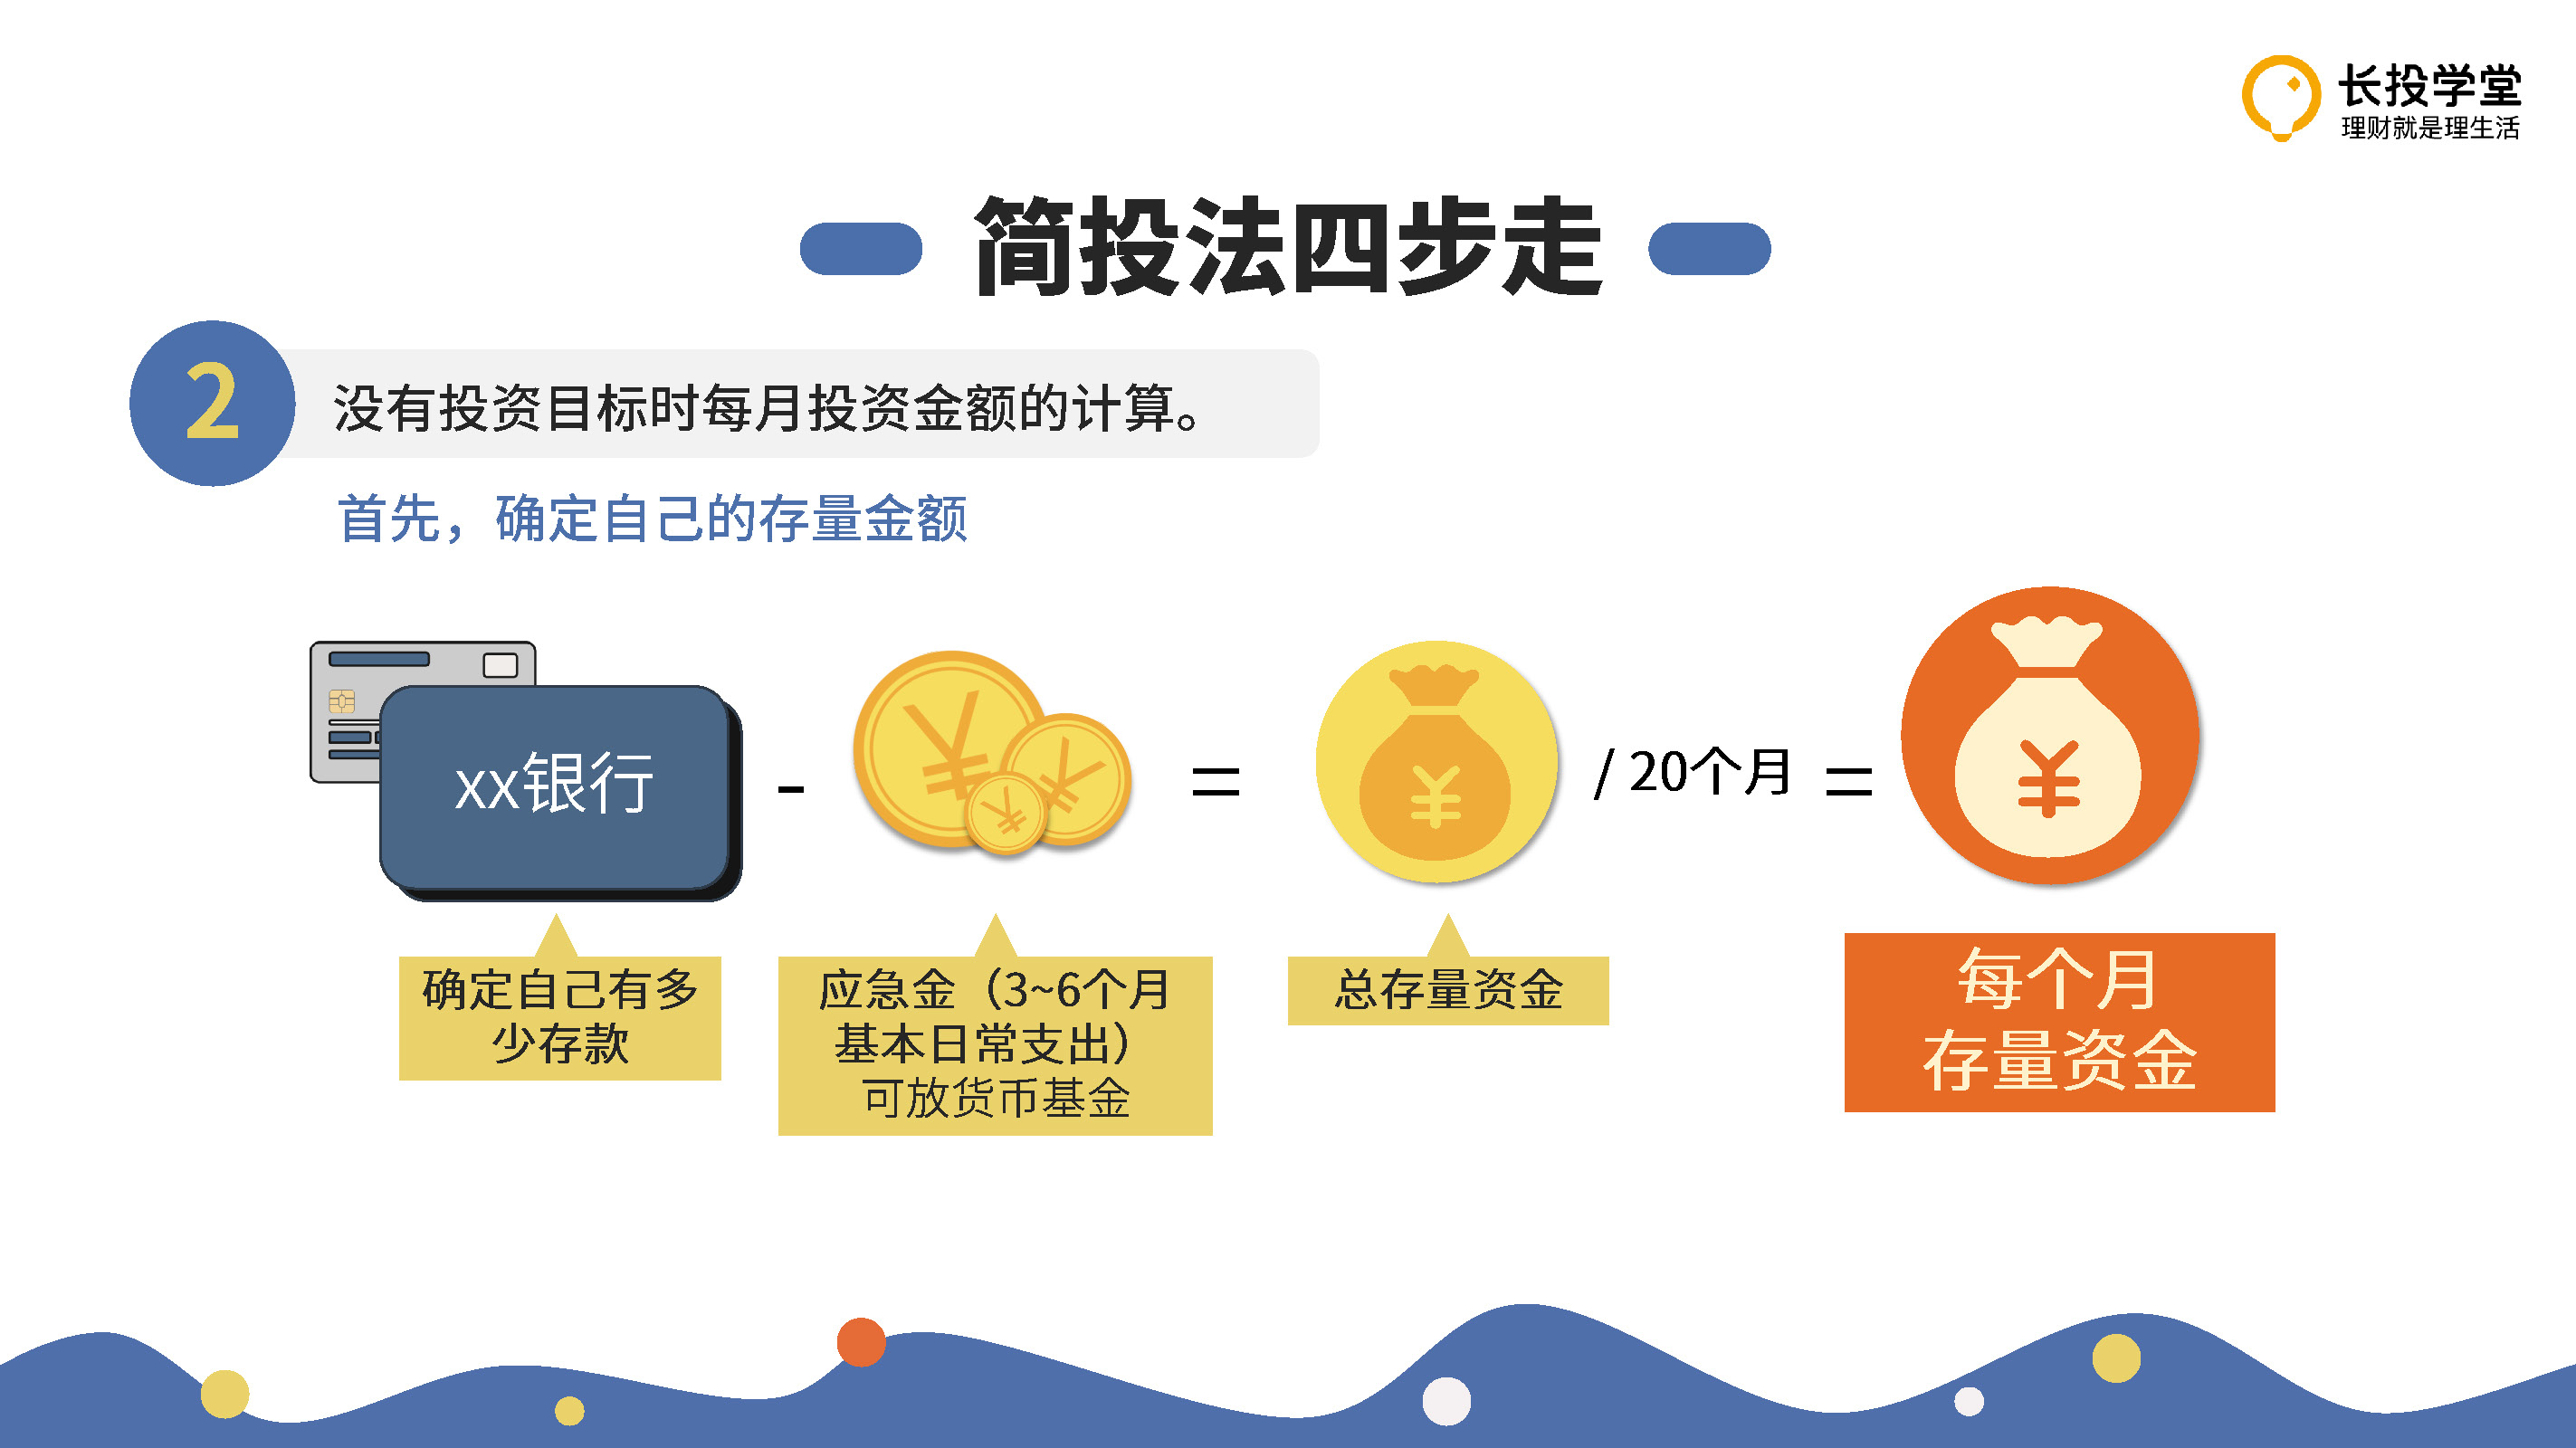 长投学堂
理财就是理生活
简投法四步走
2
没有投资目标时每月投资金额的计算。
首先，确定自己的存量金额
xx银行
-
=
/ 20个月
=
确定自己有多
少存款
应急金（3~6个月
基本日常支出）
可放货币基金
总存量资金
每个月
存量资金